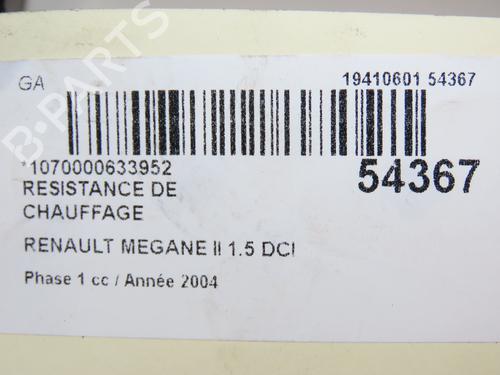 GA
19410601 54367
*1070000633952
54367
RESISTANCE DE
CHAUFFAGE
RENAULT MEGANE II 1.5 DCI
Phase 1 cc / Année 2004
B-PARTS